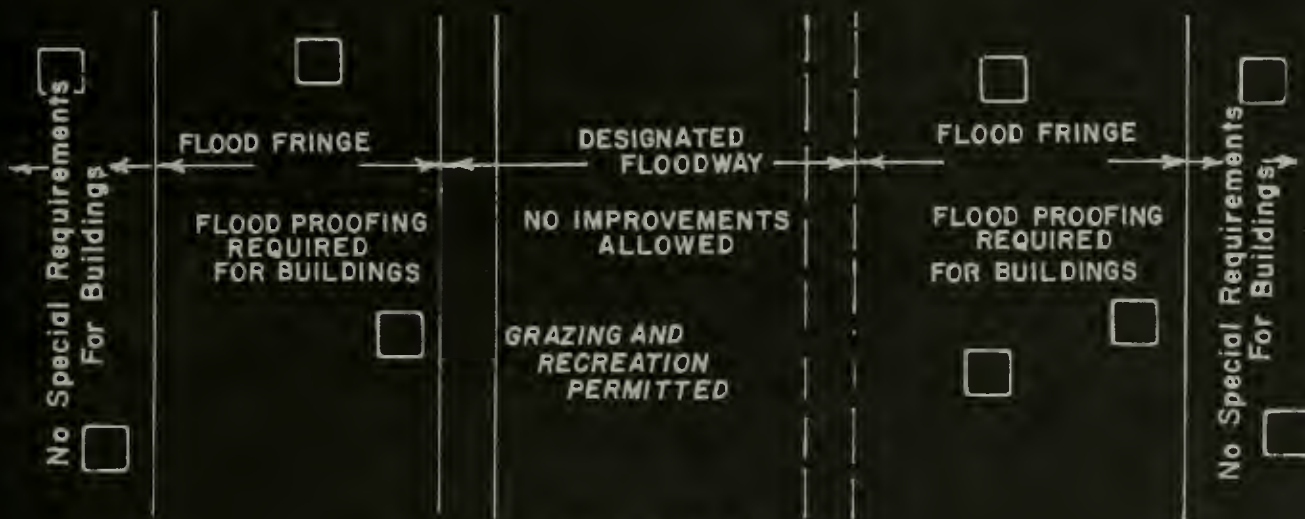 No Special Requirements
For Buildings
FLOOD FRINGE
FLOOD PROOFING
REQUIRED
FOR BUILDINGS
DESIGNATED
FLOODWAY
NO IMPROVEMENTS
ALLOWED
GRAZING AND
RECREATION
PERMITTED
FLOOD FRINGE
FLOOD PROOFING
REQUIRED
FOR BUILDINGS
No Special Requirements
For Buildings